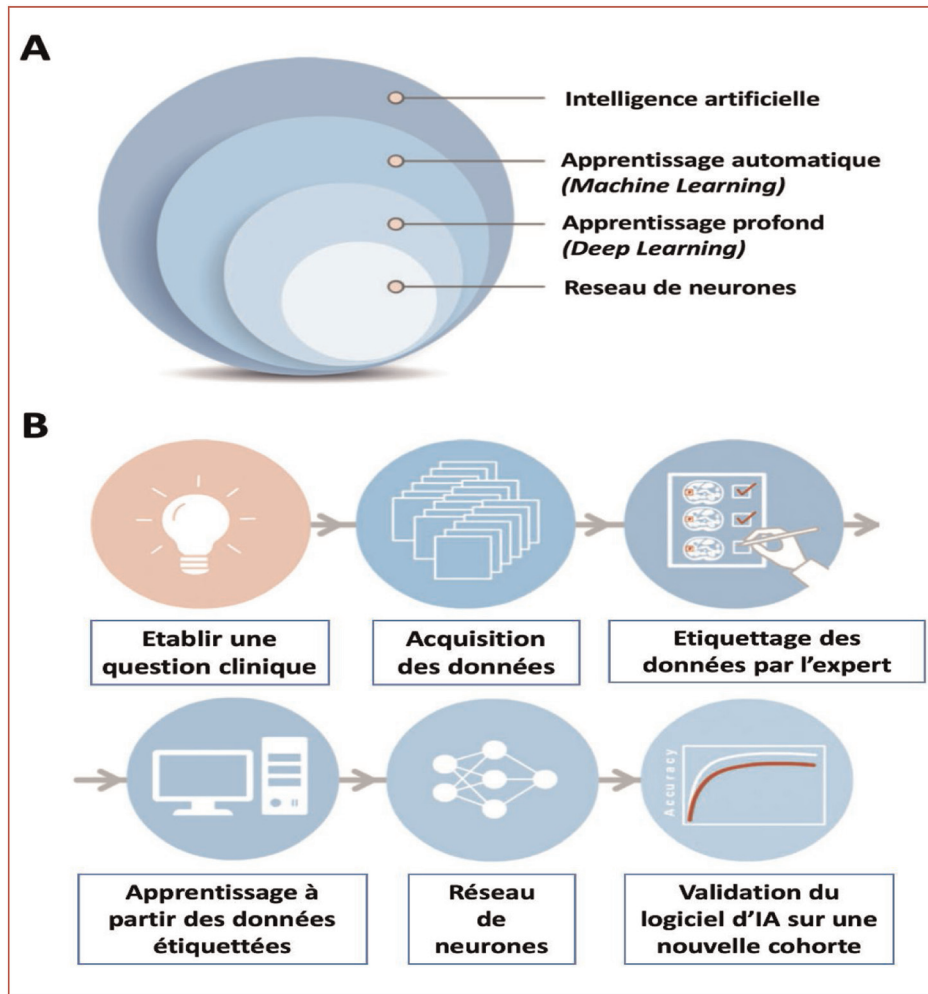 A
Intelligence artificielle
Apprentissage automatique
(Machine Learning)
Apprentissage profond
(Deep Learning)
Reseau de neurones
B
Etablir une
question clinique
Acquisition
des données
Etiquettage des
données par l’expert
Accuracy
Apprentissage à
partir des données
étiquettées
Réseau
de
neurones
Validation du
logiciel d’IA sur une
nouvelle cohorte